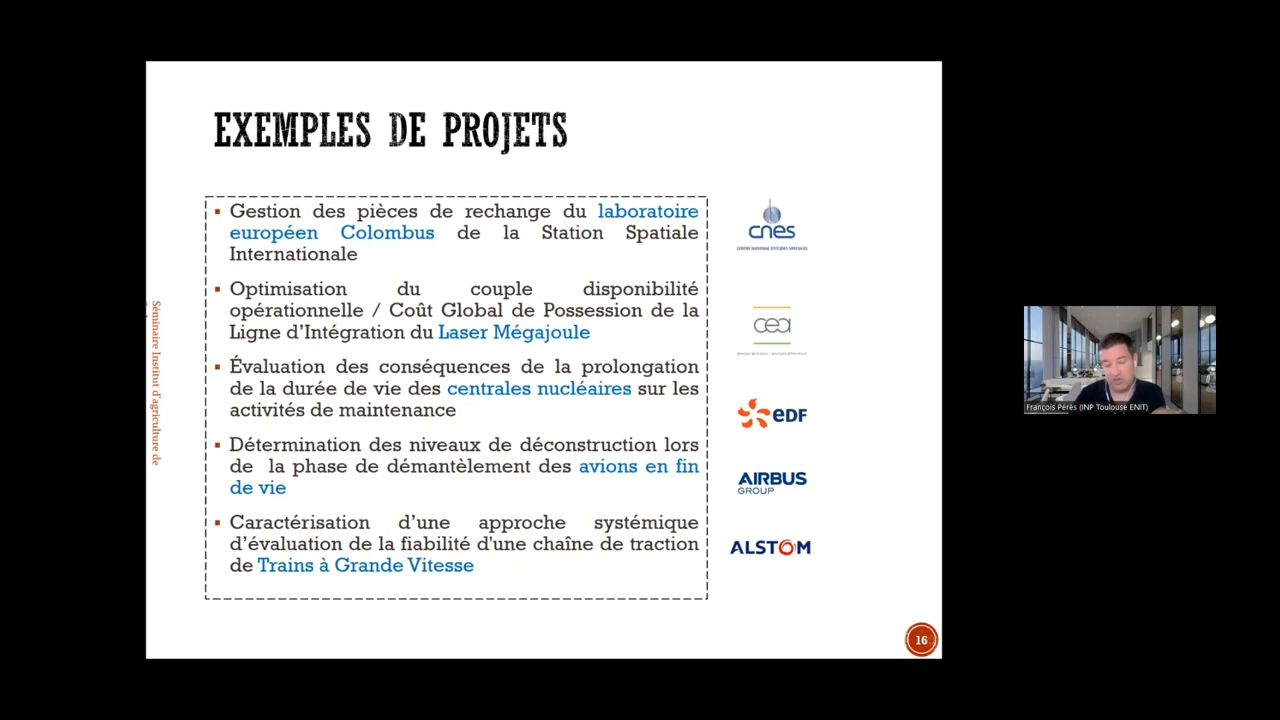 EXEMPLES DE PROJETS
Gestion des pièces de rechange du laboratoire
européen Colombus de la Station Spatiale
Internationale
Optimisation du couple disponibilité
opérationnelle / Coût Global de Possession de la
Ligne d'Intégration du Laser Mégajoule
Évaluation des conséquences de la prolongation
de la durée de vie des centrales nucléaires sur les
activités de maintenance
Détermination des niveaux de déconstruction lors
de la phase de démantèlement des avions en fin
de vie
Caractérisation d'une approche systémique
d'évaluation de la fiabilité d'une chaîne de traction
de Trains à Grande Vitesse
cnes
CENTRE NATIONAL D'ÉTUDES SPATIALES
cea
eDF
AIRBUS
GROUP
ALSTOM
Séminaire Institut d'agriculture de
16
François Pérès (INP Toulouse ENIT)